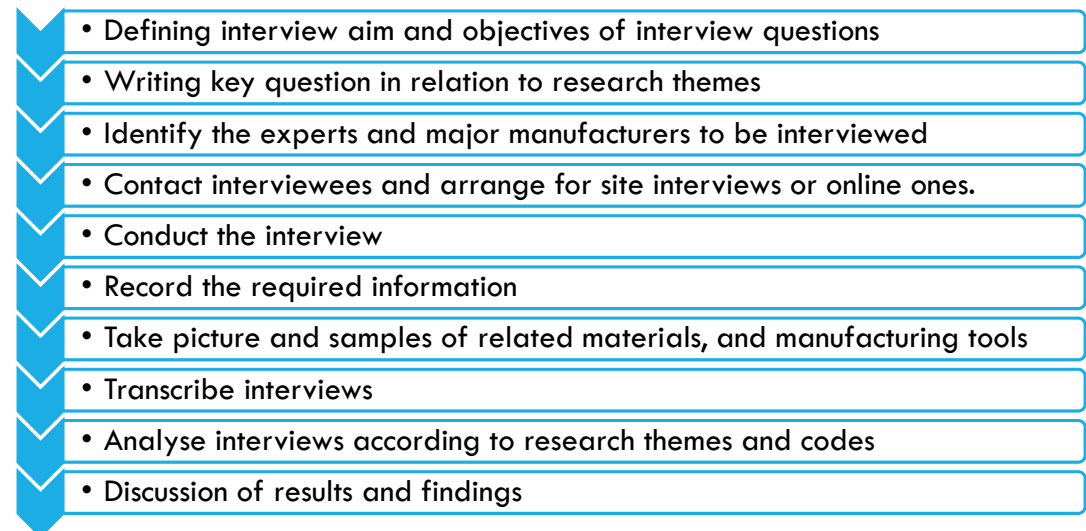 • Defining interview aim and objectives of interview questions
• Writing key question in relation to research themes
• Identify the experts and major manufacturers to be interviewed
• Contact interviewees and arrange for site interviews or online ones.
• Conduct the interview
• Record the required information
• Take picture and samples of related materials, and manufacturing tools
• Transcribe interviews
• Analyse interviews according to research themes and codes
• Discussion of results and findings